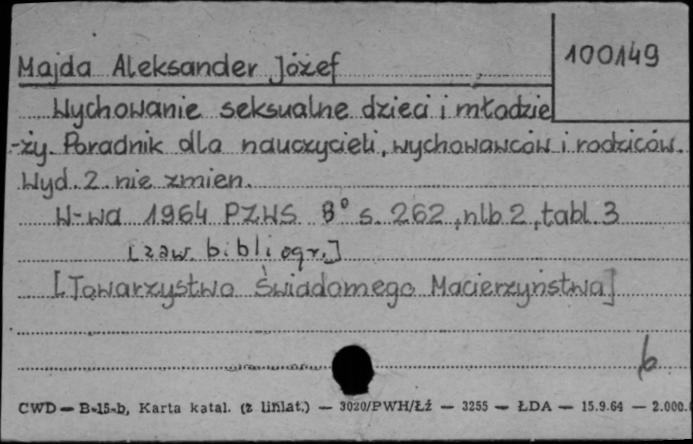 100149
Majda Aleksander Józef
Wychowanie seksualne dzieci i młodzie
-ży. Poradnik dla nauczycieli, wychowawców i rodziców.
Wyd. 2. nie zmien.
W-wa 1964 PZWS 8° s. 262, nlb. 2, tabl. 3
[zaw. bibliogr.]
[Towarzystwo Świadomego Macierzyństwa]
b
CWD — B-15-b, Karta katal. (z liniat.) — 3020/PWH/Łź — 3255 — ŁDA — 15.9.64 — 2.000.